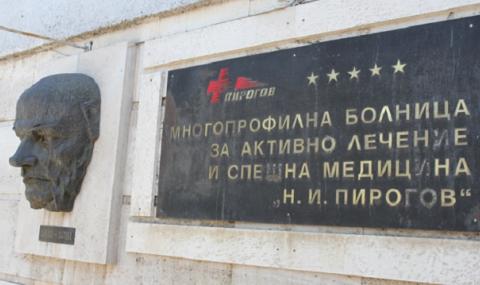 ПИРОГОВ
МНОГОПРОФИЛНА БОЛНИЦА
ЗА АКТИВНО ЛЕЧЕНИЕ
И СПЕШНА МЕДИЦИНА
„Н. И. ПИРОГОВ“